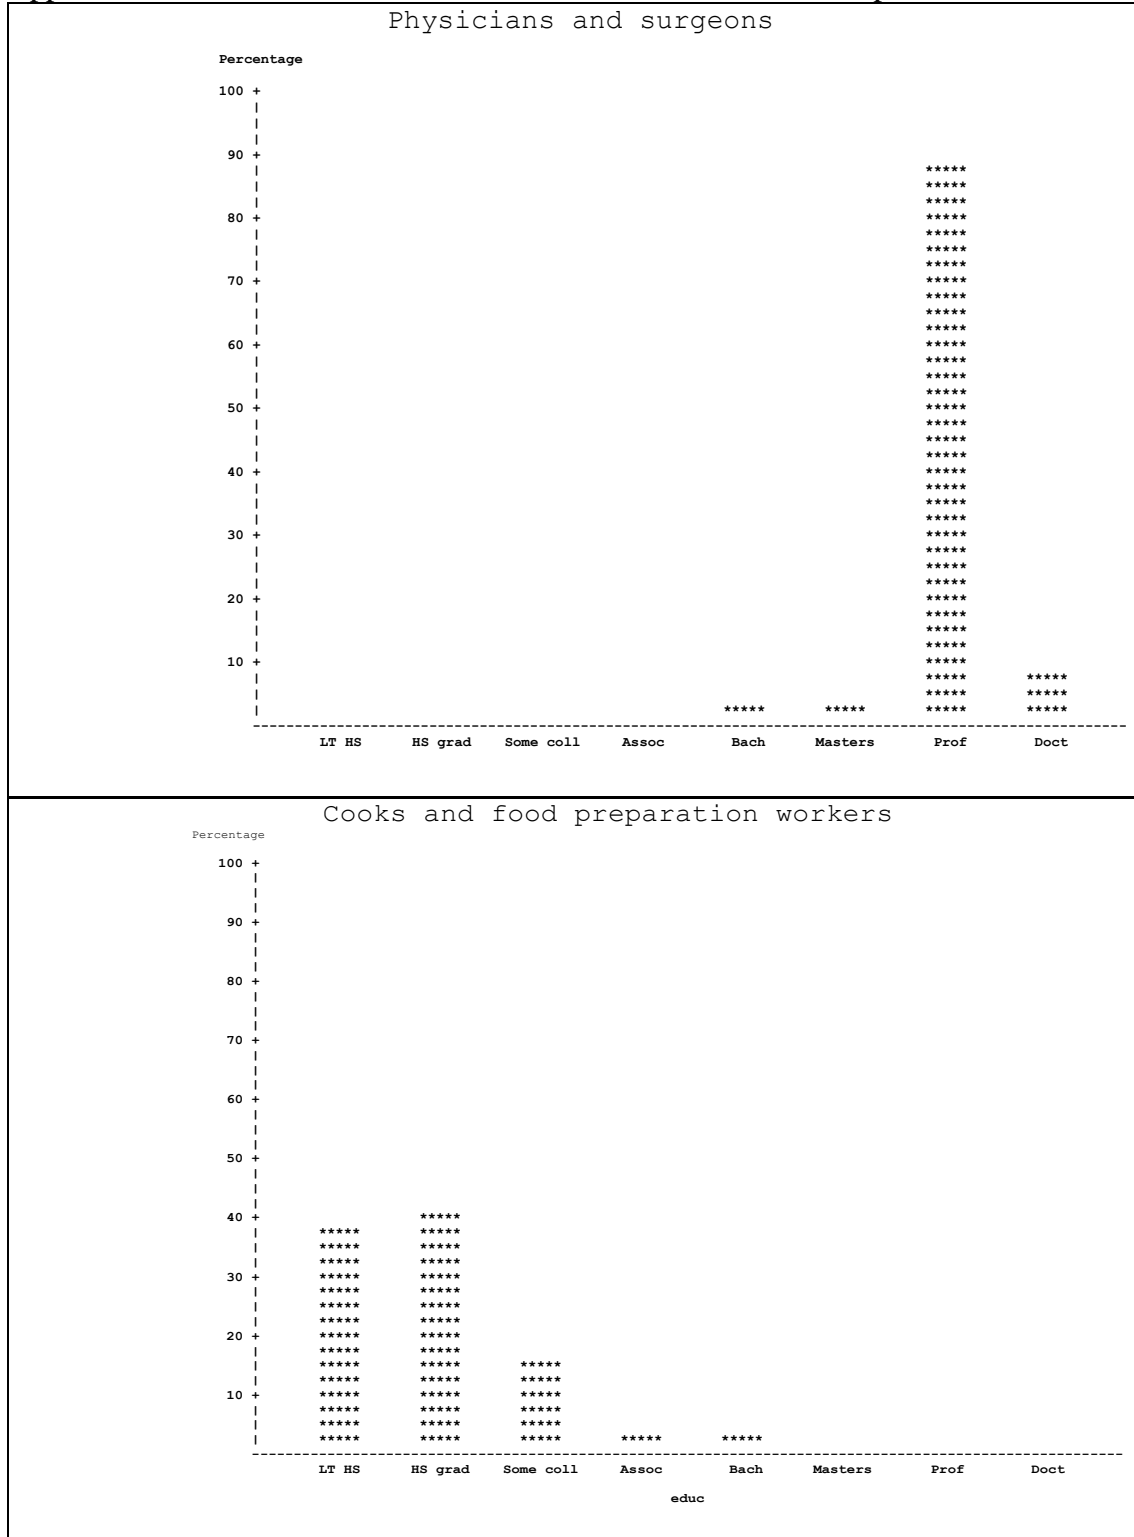 Physicians and surgeons
Percentage
100
90
80
70
60
50
40
30
20
10
LT HS HS grad Some coll Assoc Bach Masters Prof Doct
Cooks and food preparation workers
Percentage
100
90
80
70
60
50
40
30
20
10
LT HS HS grad Some coll Assoc Bach Masters Prof Doct
educ